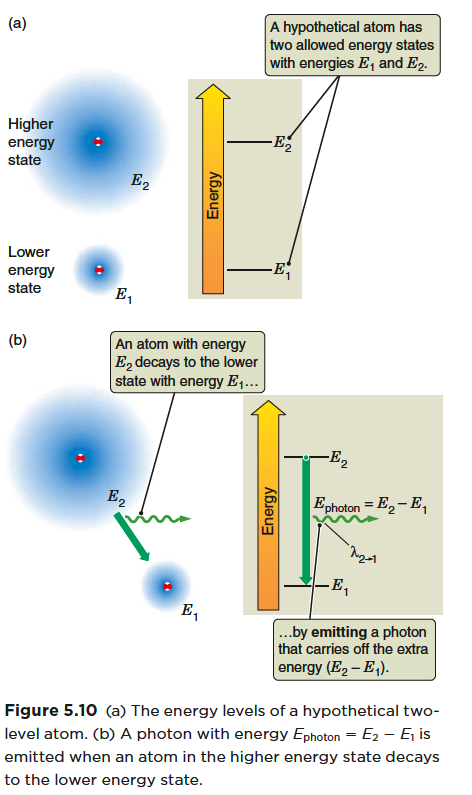 (a)
A hypothetical atom has
two allowed energy states
with energies E₁ and E₂.
Higher
energy
state
E₂
Energy
E₂
Lower
energy
state
E₁
E₁
(b)
An atom with energy
E₂ decays to the lower
state with energy E₁...
E₂
Energy
E₂
Ephoton = E₂ – E₁
λ₂→₁
E₁
E₁
...by emitting a photon
that carries off the extra
energy (E₂ – E₁).
Figure 5.10 (a) The energy levels of a hypothetical two-
level atom. (b) A photon with energy Ephoton = E₂ − E₁ is
emitted when an atom in the higher energy state decays
to the lower energy state.